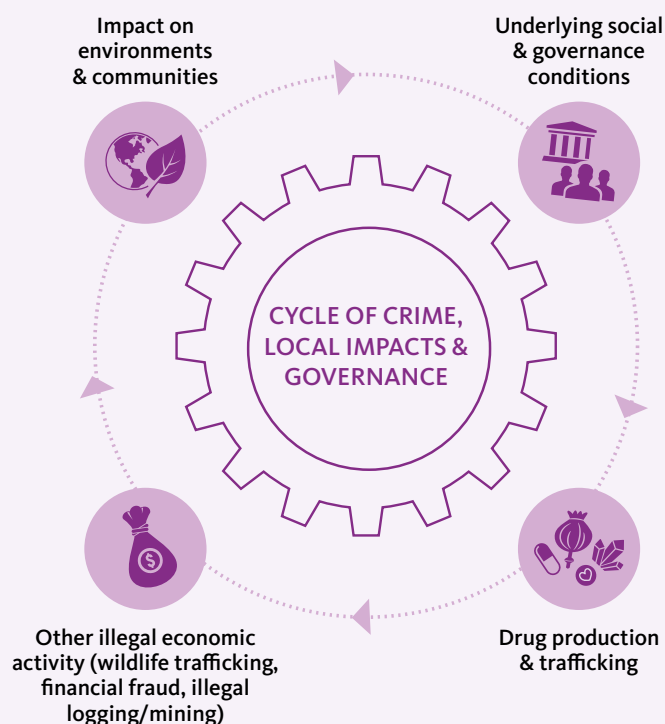 Impact on
environments
& communities
Underlying social
& governance
conditions
CYCLE OF CRIME,
LOCAL IMPACTS &
GOVERNANCE
$
Other illegal economic
activity (wildlife trafficking,
financial fraud, illegal
logging/mining)
Drug production
& trafficking